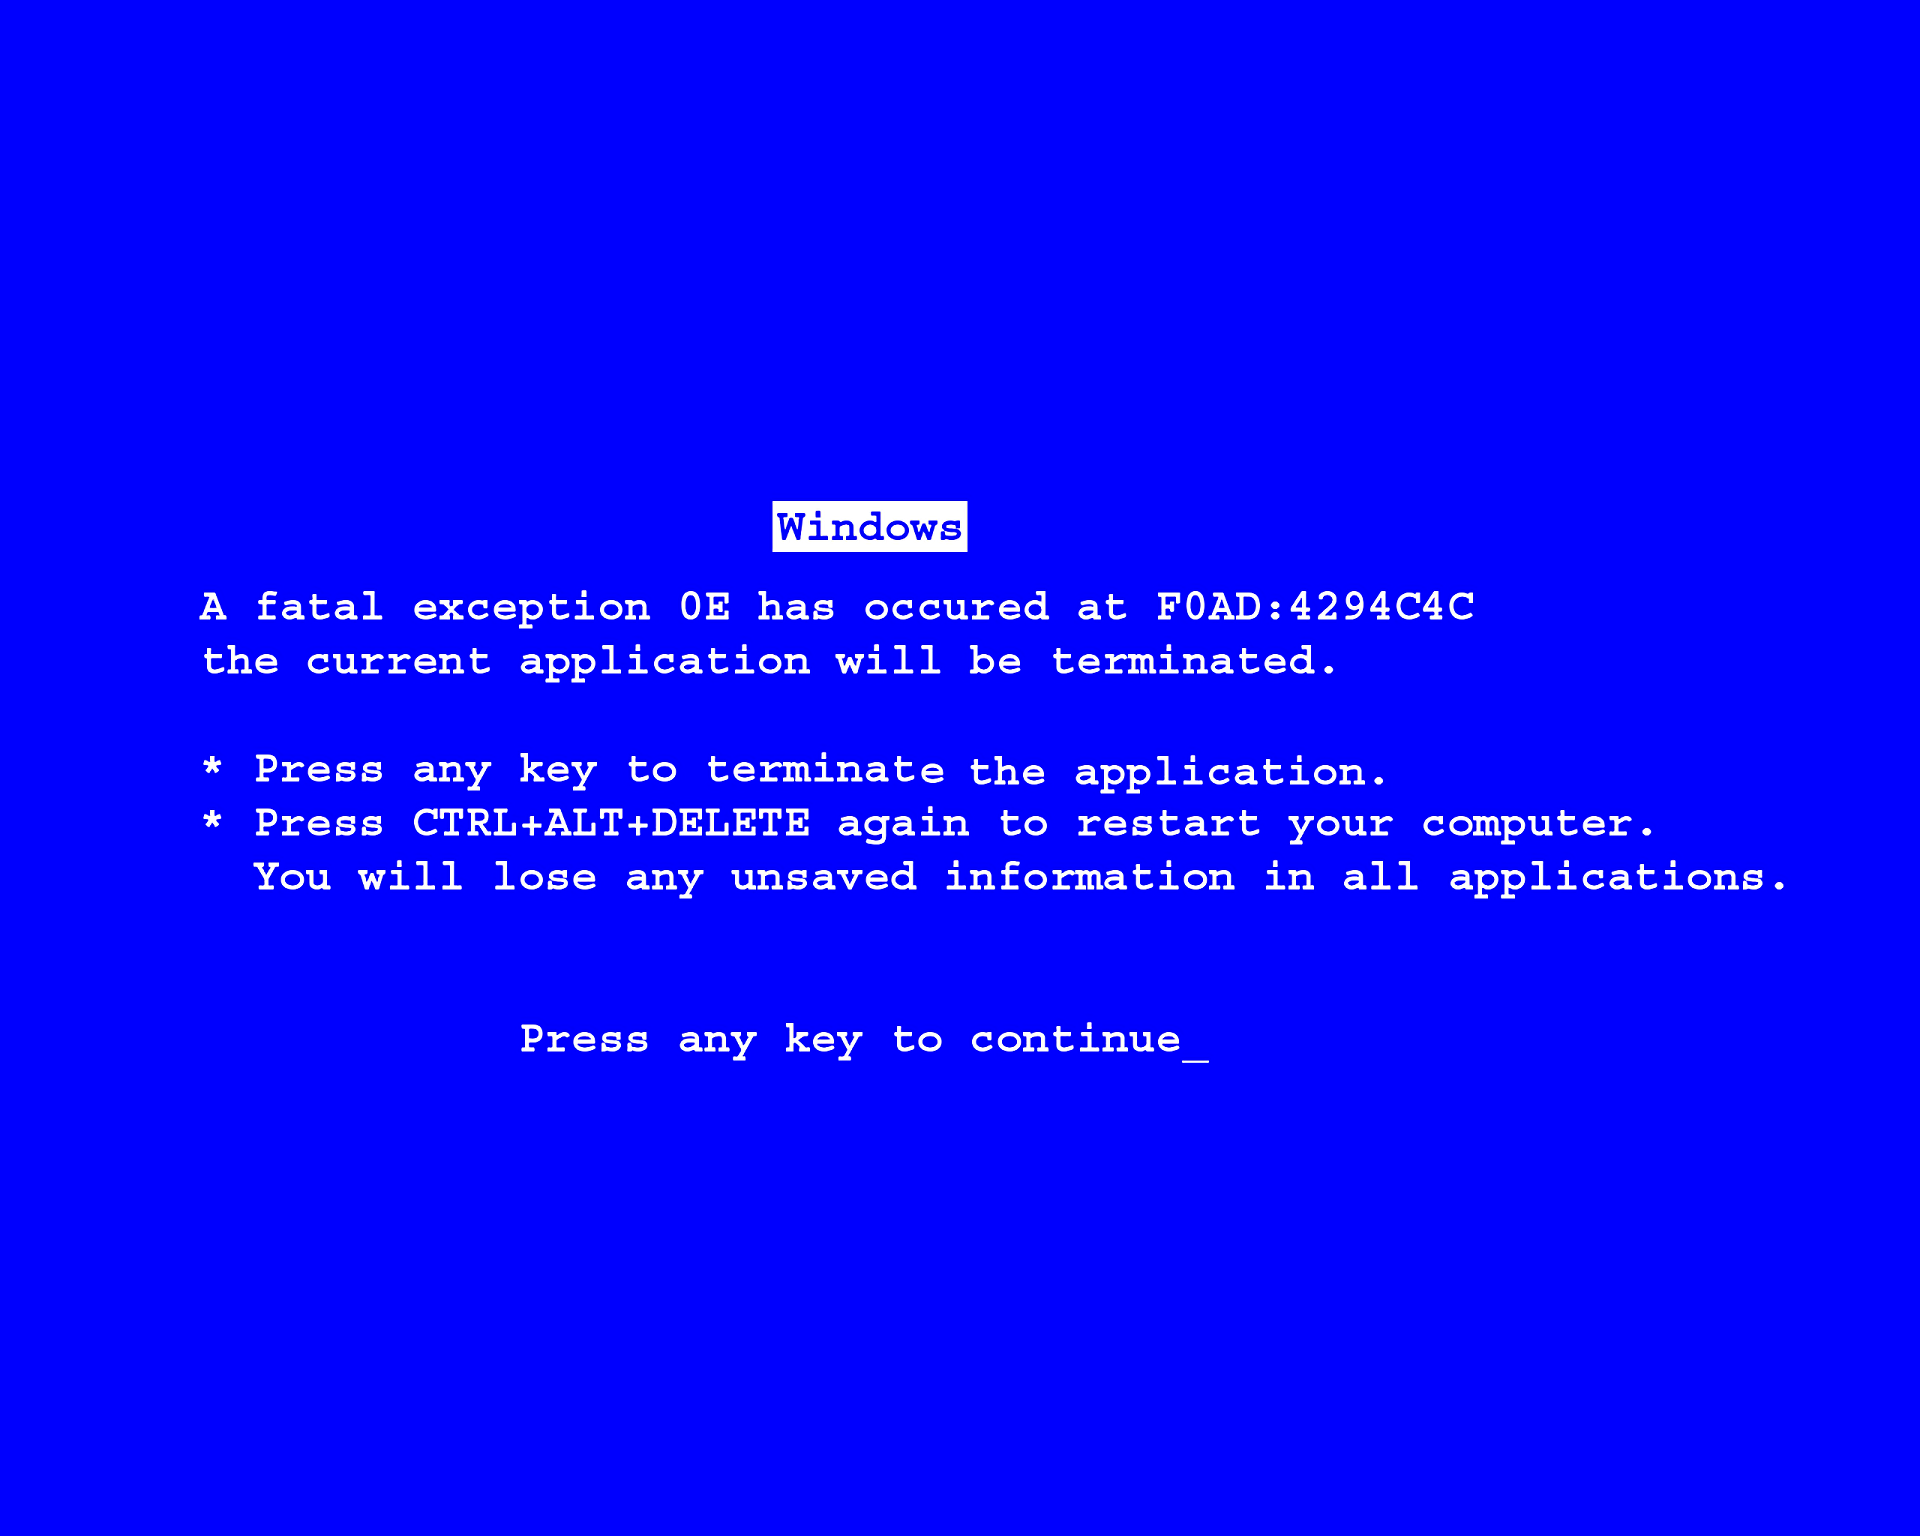 Windows
A fatal exception 0E has occured at F0AD:4294C4C
the current application will be terminated.
* Press any key to terminate the application.
* Press CTRL+ALT+DELETE again to restart your computer.
You will lose any unsaved information in all applications.
Press any key to continue_